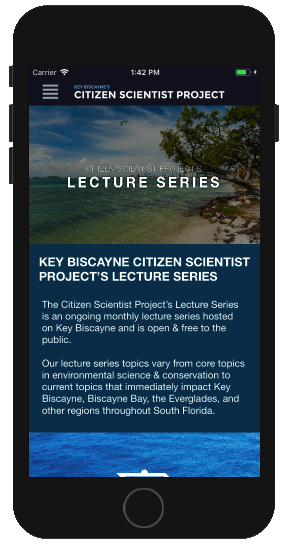 Carrier 1:42 PM
KEY BISCAYNE'S
CITIZEN SCIENTIST PROJECT
CITIZEN SCIENTIST PROJECT'S
LECTURE SERIES
KEY BISCAYNE CITIZEN SCIENTIST
PROJECT'S LECTURE SERIES
The Citizen Scientist Project's Lecture Series
is an ongoing monthly lecture series hosted
on Key Biscayne and is open & free to the
public.
Our lecture series topics vary from core topics
in environmental science & conservation to
current topics that immediately impact Key
Biscayne, Biscayne Bay, the Everglades, and
other regions throughout South Florida.